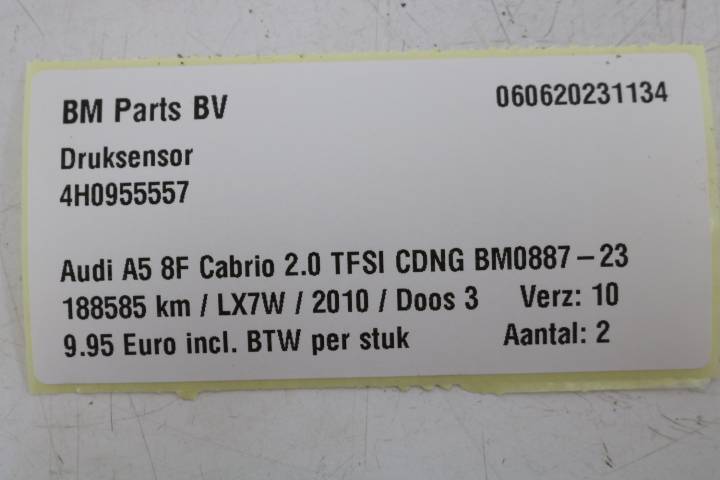 BM Parts BV 060620231134
Druksensor
4H0955557
Audi A5 8F Cabrio 2.0 TFSI CDNG BM0887-23
188585 km / LX7W / 2010 / Doos 3 Verz: 10
9.95 Euro incl. BTW per stuk Aantal: 2